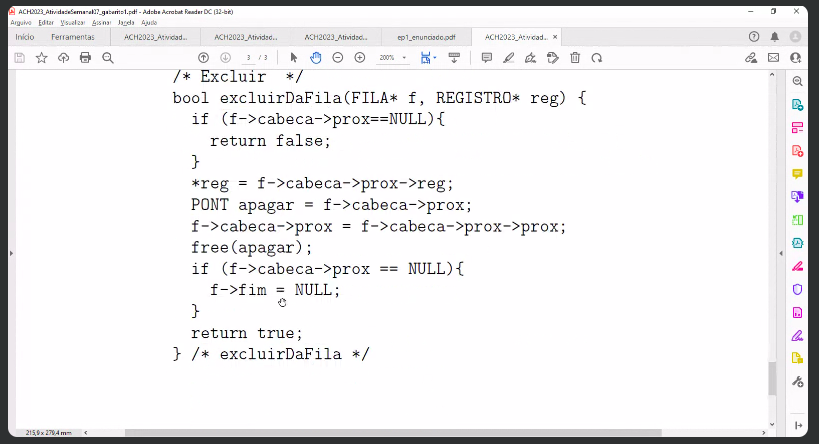 ACH2023_AtividadeSemanal07_gabarito1.pdf - Adobe Acrobat Reader DC (32-bit)
Arquivo Editar Visualizar Assinar Janela Ajuda
Início Ferramentas ACH2023_Atividad... ACH2023_Atividad... ACH2023_Atividad... ep1_enunciado.pdf ACH2023_Atividad... ×
3 / 3 200%
/* Excluir */
bool excluirDaFila(FILA* f, REGISTRO* reg) {
if (f->cabeca->prox==NULL){
return false;
}
*reg = f->cabeca->prox->reg;
PONT apagar = f->cabeca->prox;
f->cabeca->prox = f->cabeca->prox->prox;
free(apagar);
if (f->cabeca->prox == NULL){
f->fim = NULL;
}
return true;
} /* excluirDaFila */
215,9 x 279,4 mm